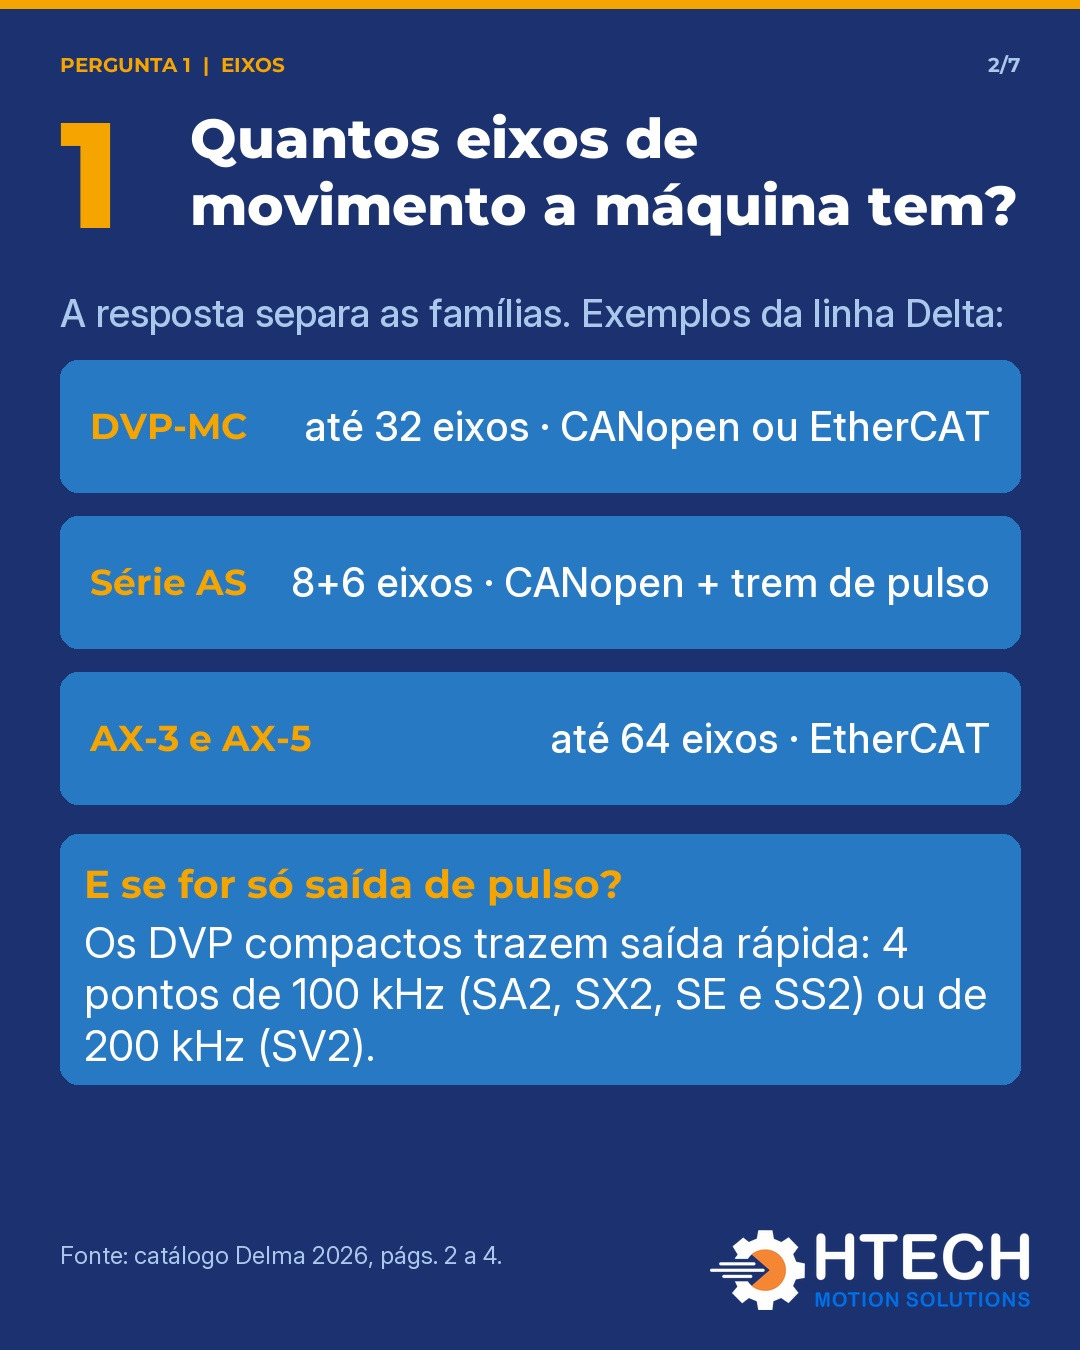 PERGUNTA 1 | EIXOS
2/7
1
Quantos eixos de
movimento a máquina tem?
A resposta separa as famílias. Exemplos da linha Delta:
DVP-MC até 32 eixos · CANopen ou EtherCAT
Série AS 8+6 eixos · CANopen + trem de pulso
AX-3 e AX-5 até 64 eixos · EtherCAT
E se for só saída de pulso?
Os DVP compactos trazem saída rápida: 4
pontos de 100 kHz (SA2, SX2, SE e SS2) ou de
200 kHz (SV2).
Fonte: catálogo Delma 2026, págs. 2 a 4.
HTECH
MOTION SOLUTIONS